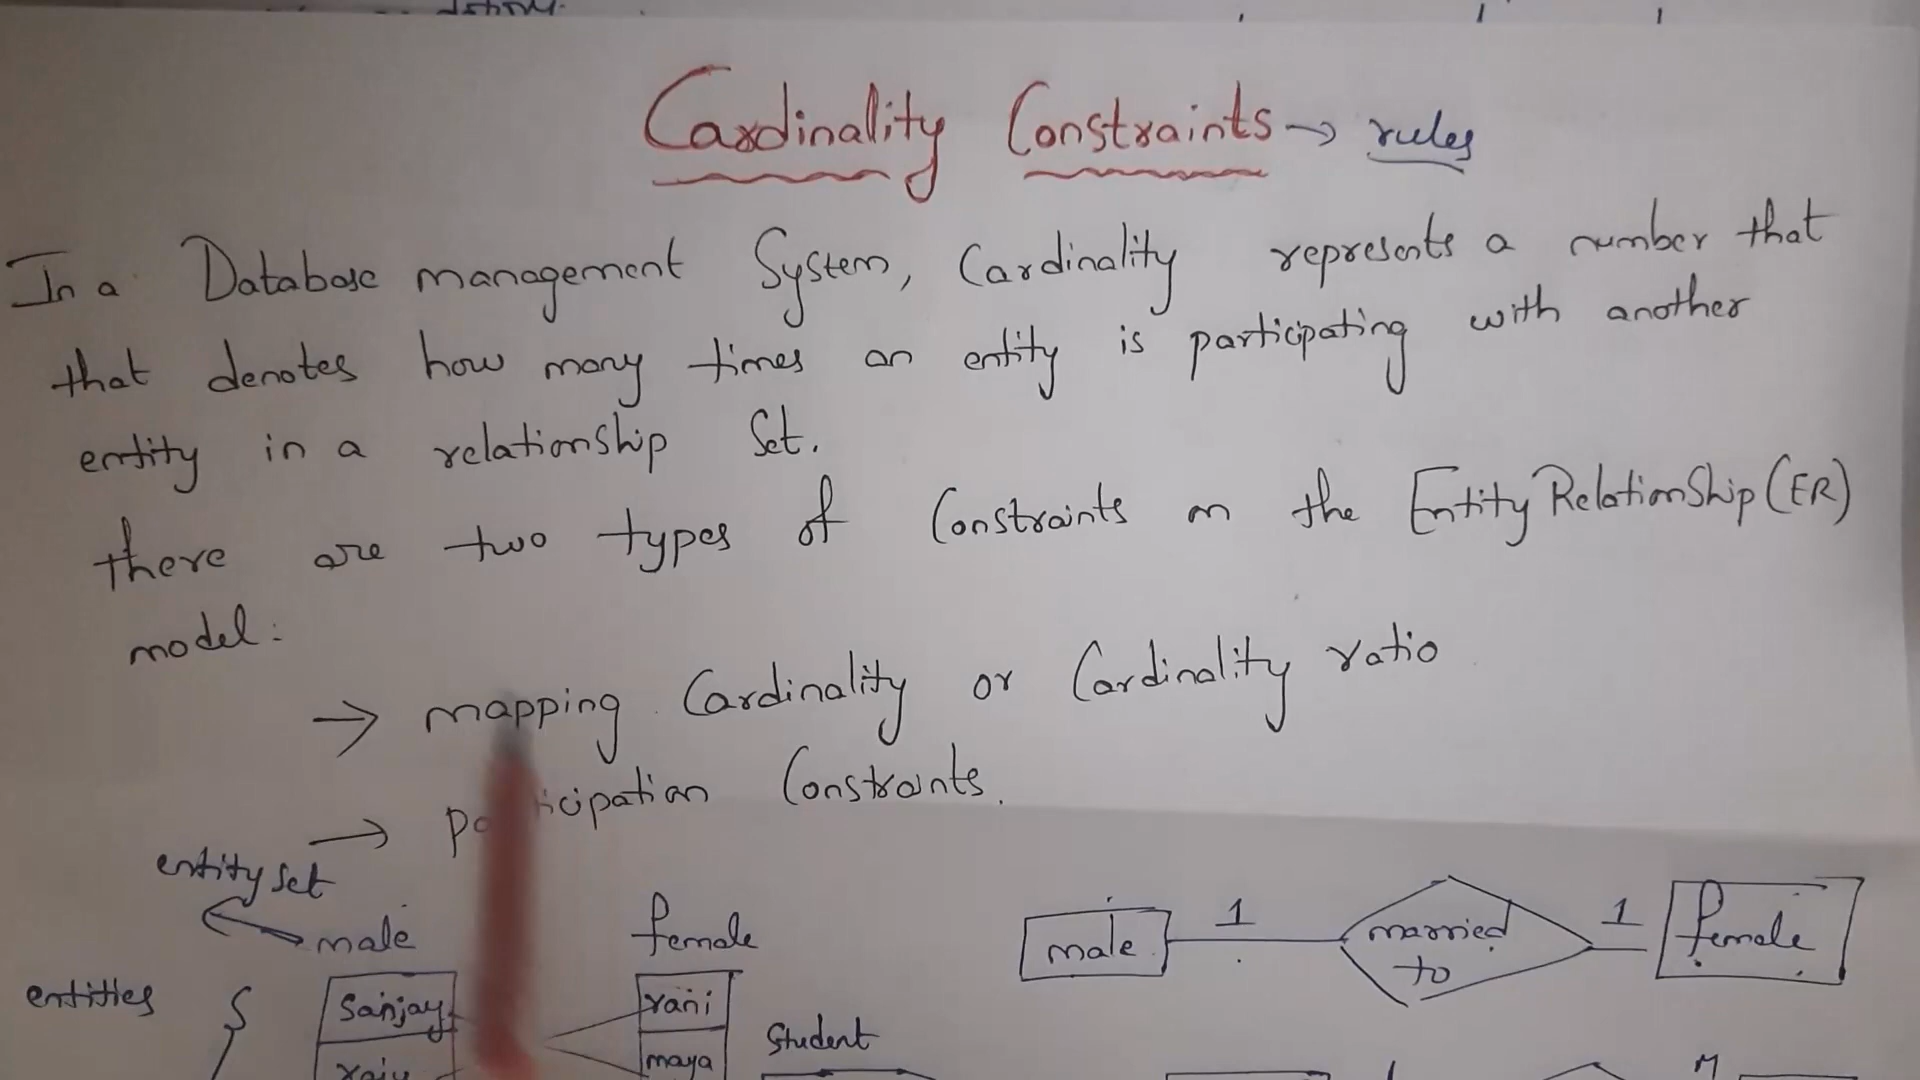 Cardinality Constraints → rules
In a Database management System, Cardinality represents a number that
that denotes how many times an entity is participating with another
entity in a relationship Set.
there are two types of Constraints on the Entity Relationship (ER)
model:
→ mapping Cardinality or Cardinality ratio
→ participation Constraints.
entity set
male
female
male 1 married to 1 female
entities
Sanjay
rani
Student
raju
maya
1
M